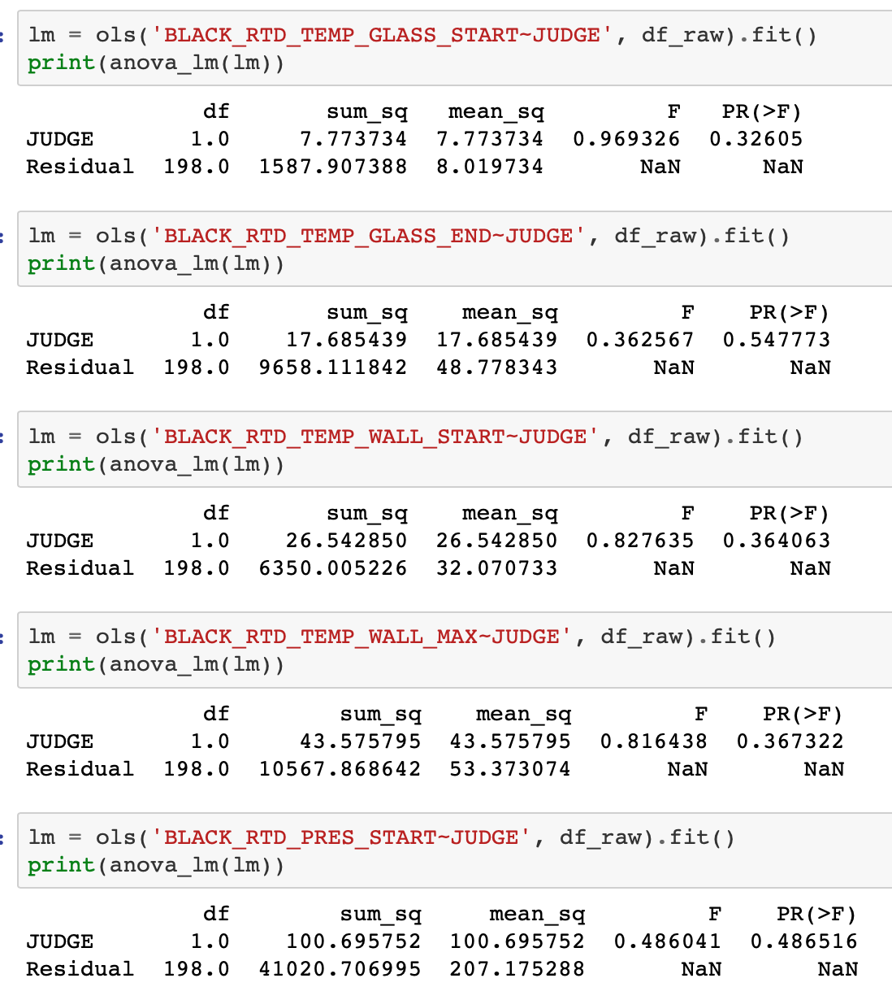 lm = ols('BLACK_RTD_TEMP_GLASS_START~JUDGE', df_raw).fit()
print(anova_lm(lm))
df sum_sq mean_sq F PR(>F)
JUDGE 1.0 7.773734 7.773734 0.969326 0.32605
Residual 198.0 1587.907388 8.019734 NaN NaN
lm = ols('BLACK_RTD_TEMP_GLASS_END~JUDGE', df_raw).fit()
print(anova_lm(lm))
df sum_sq mean_sq F PR(>F)
JUDGE 1.0 17.685439 17.685439 0.362567 0.547773
Residual 198.0 9658.111842 48.778343 NaN NaN
lm = ols('BLACK_RTD_TEMP_WALL_START~JUDGE', df_raw).fit()
print(anova_lm(lm))
df sum_sq mean_sq F PR(>F)
JUDGE 1.0 26.542850 26.542850 0.827635 0.364063
Residual 198.0 6350.005226 32.070733 NaN NaN
lm = ols('BLACK_RTD_TEMP_WALL_MAX~JUDGE', df_raw).fit()
print(anova_lm(lm))
df sum_sq mean_sq F PR(>F)
JUDGE 1.0 43.575795 43.575795 0.816438 0.367322
Residual 198.0 10567.868642 53.373074 NaN NaN
lm = ols('BLACK_RTD_PRES_START~JUDGE', df_raw).fit()
print(anova_lm(lm))
df sum_sq mean_sq F PR(>F)
JUDGE 1.0 100.695752 100.695752 0.486041 0.486516
Residual 198.0 41020.706995 207.175288 NaN NaN